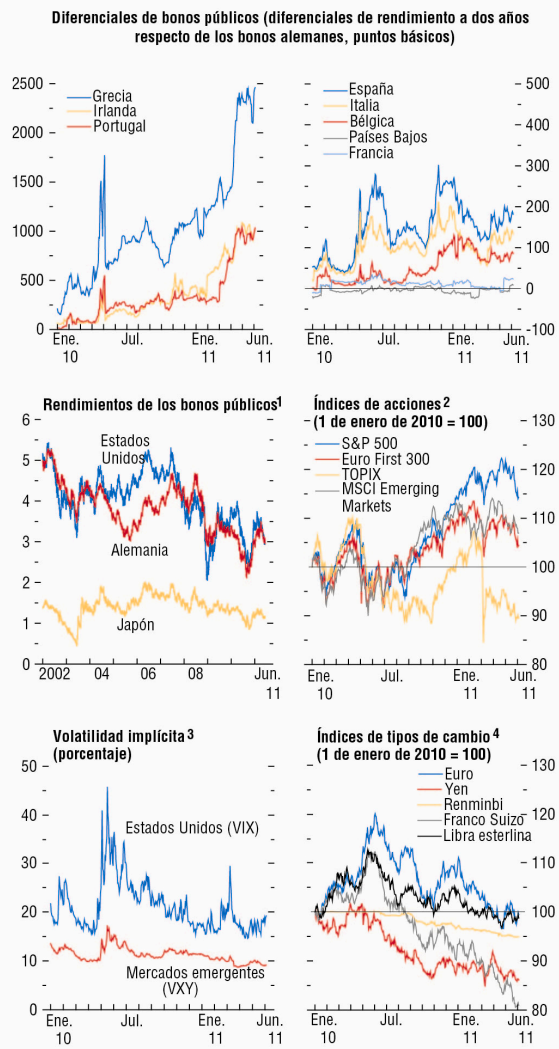 Diferenciales de bonos públicos (diferenciales de rendimiento a dos años
respecto de los bonos alemanes, puntos básicos)
2500
2000
1500
1000
500
0
Grecia
Irlanda
Portugal
Ene.
10
Jul.
Ene.
11
Jun.
11
500
400
300
200
100
0
-100
España
Italia
Bélgica
Países Bajos
Francia
Ene.
10
Jul.
Ene.
11
Jun.
11
Rendimientos de los bonos públicos1
6
5
4
3
2
1
0
Estados
Unidos
Alemania
Japón
2002
04
06
08
Jun.
11
Índices de acciones2
(1 de enero de 2010 = 100)
130
120
110
100
90
80
S&P 500
Euro First 300
TOPIX
MSCI Emerging
Markets
Ene.
10
Jul.
Ene.
11
Jun.
11
Volatilidad implícita3
(porcentaje)
50
40
30
20
10
0
Estados Unidos (VIX)
Mercados emergentes
(VXY)
Ene.
10
Jul.
Ene.
11
Jun.
11
Índices de tipos de cambio4
(1 de enero de 2010 = 100)
130
120
110
100
90
80
Euro
Yen
Renminbi
Franco Suizo
Libra esterlina
Ene.
10
Jul.
Ene.
11
Jun.
11